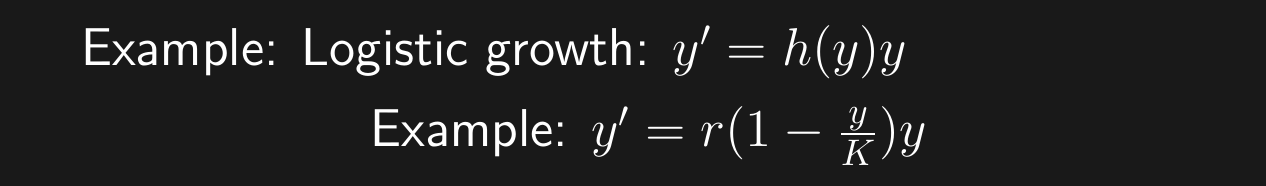 Example: Logistic growth: y′ = h(y)y
Example: y′ = r(1 − y/K)y